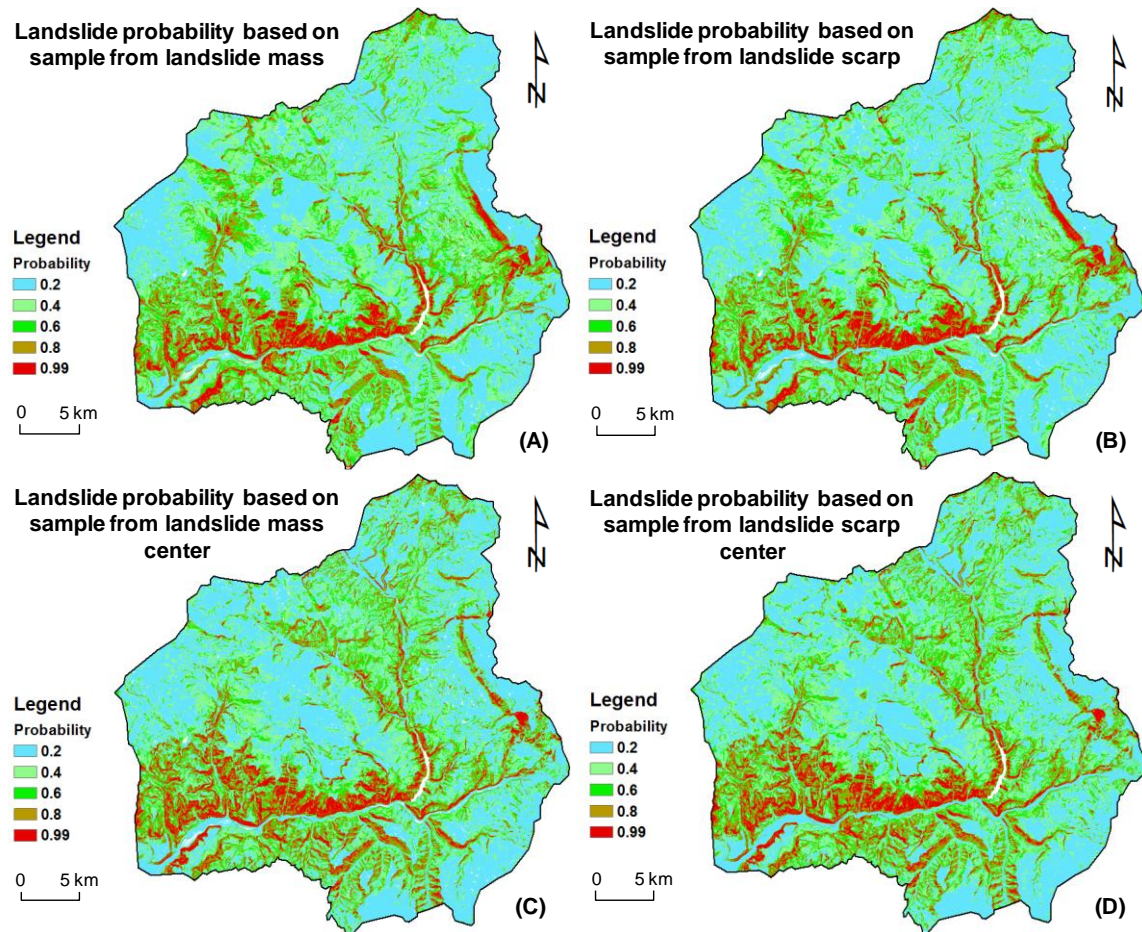 Landslide probability based on
sample from landslide mass
N
Legend
Probability
0.2
0.4
0.6
0.8
0.99
0 5 km
(A)
Landslide probability based on
sample from landslide scarp
N
Legend
Probability
0.2
0.4
0.6
0.8
0.99
0 5 km
(B)
Landslide probability based on
sample from landslide mass
center
N
Legend
Probability
0.2
0.4
0.6
0.8
0.99
0 5 km
(C)
Landslide probability based on
sample from landslide scarp
center
N
Legend
Probability
0.2
0.4
0.6
0.8
0.99
0 5 km
(D)